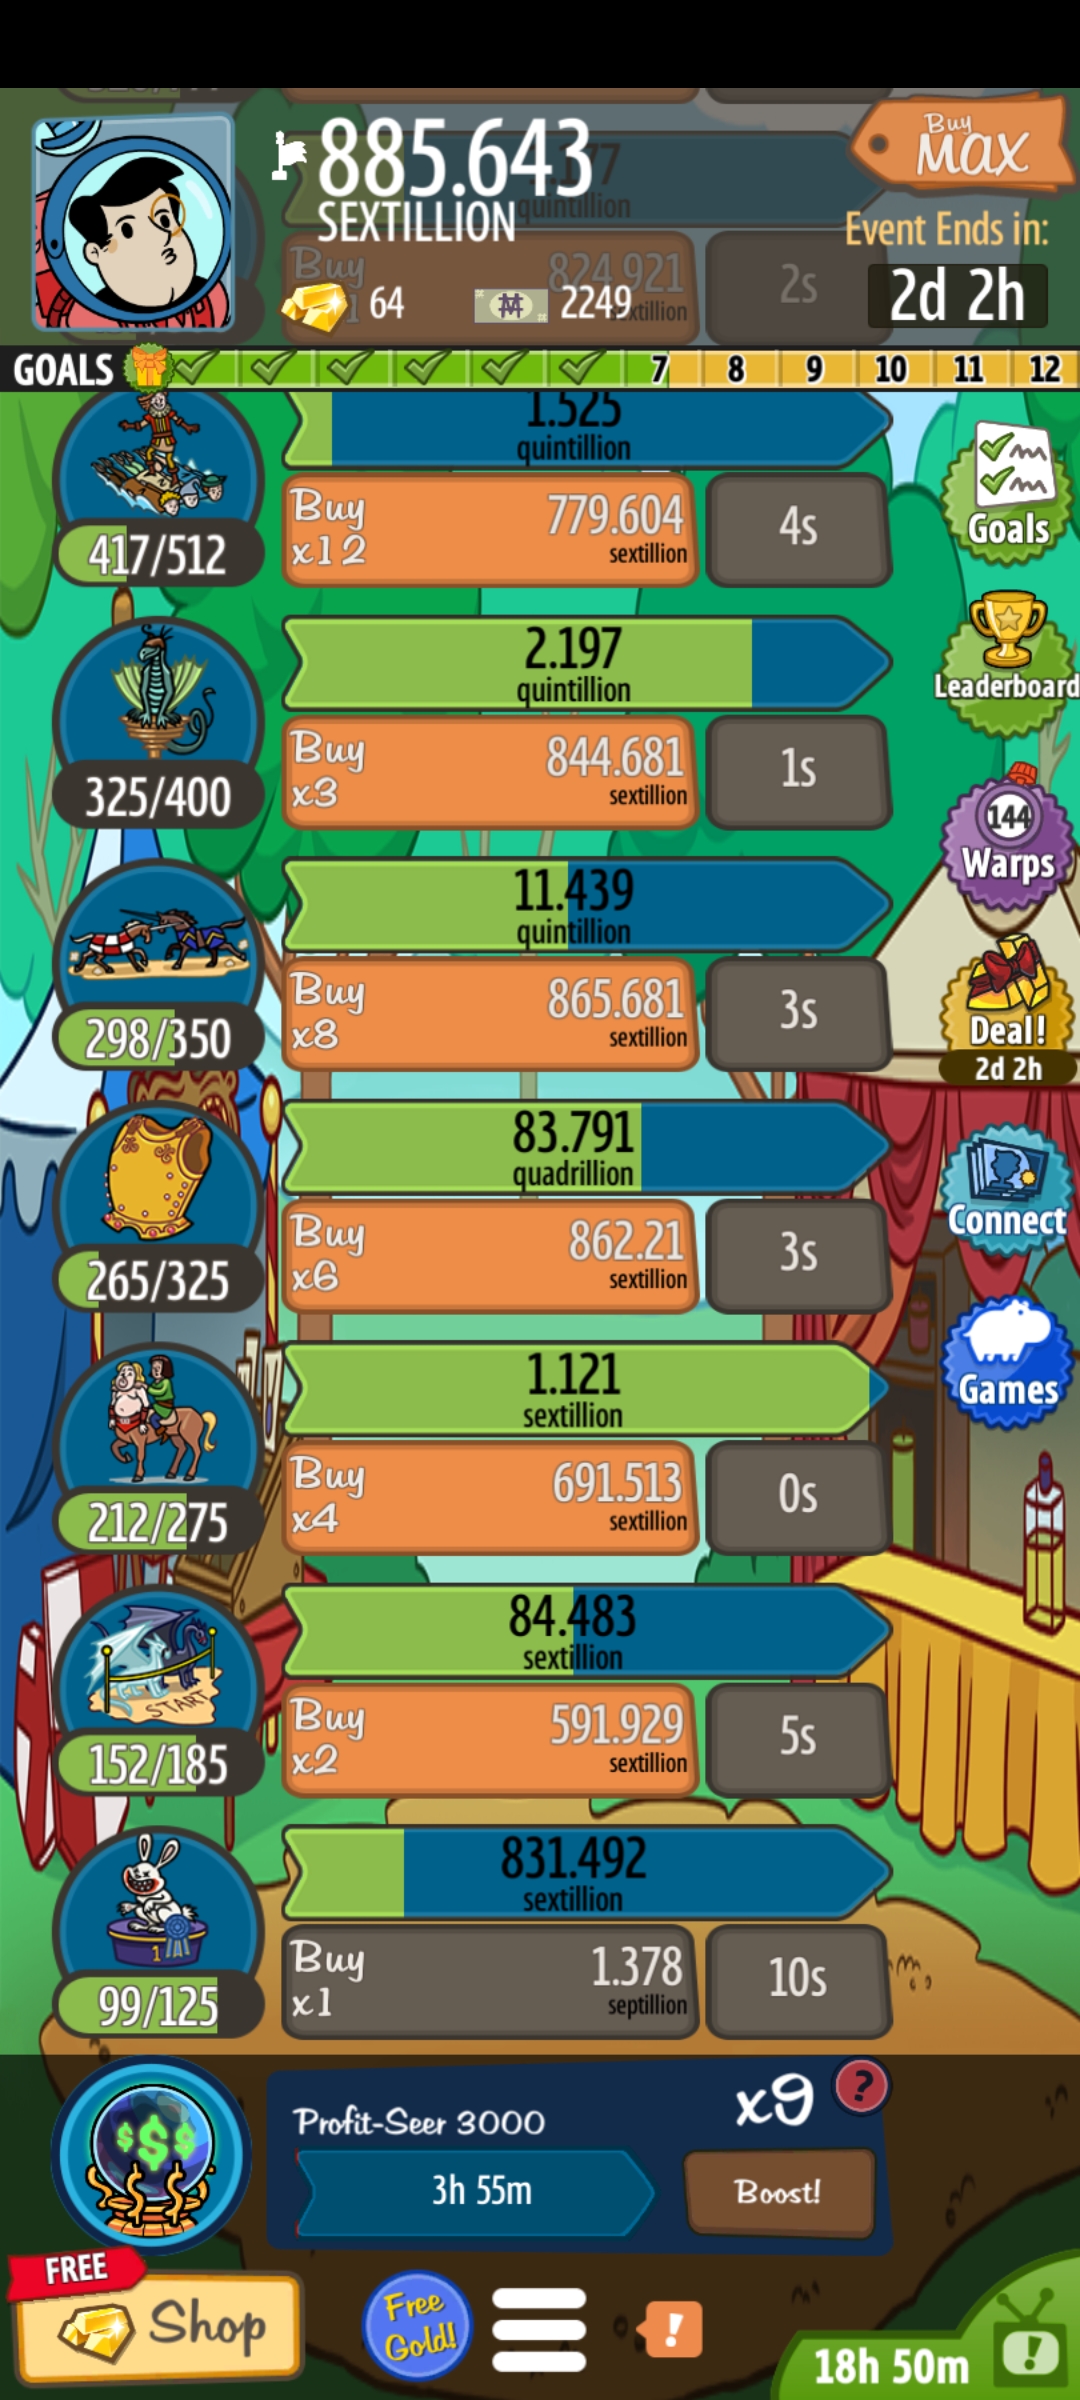 885.643
SEXTILLION
Buy
MAX
Event Ends in:
2d 2h
64
2249
quintillion
Buy
824.921
2s
GOALS
7 8 9 10 11 12
1.525
quintillion
417/512
Buy
x12
779.604
sextillion
4s
Goals
2.197
quintillion
325/400
Buy
x3
844.681
sextillion
1s
Leaderboard
11.439
quintillion
298/350
Buy
x8
865.681
sextillion
3s
144
Warps
Deal!
2d 2h
83.791
quadrillion
265/325
Buy
x6
862.21
sextillion
3s
Connect
1.121
sextillion
212/275
Buy
x4
691.513
sextillion
0s
Games
84.483
sextillion
START
152/185
Buy
x2
591.929
sextillion
5s
831.492
sextillion
1
99/125
Buy
x1
1.378
septillion
10s
$$$
Profit-Seer 3000
x9
?
3h 55m
Boost!
FREE
Shop
Free
Gold!
!
18h 50m
!